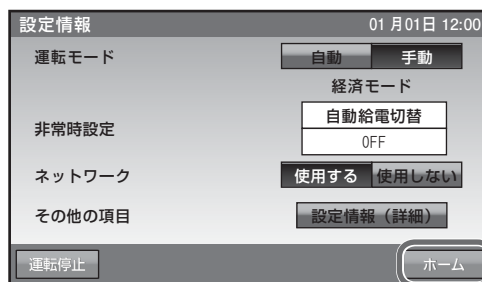 設定情報 01月01日 12:00
運転モード 自動 手動
経済モード
非常時設定 自動給電切替
OFF
ネットワーク 使用する 使用しない
その他の項目 設定情報（詳細）
運転停止 ホーム